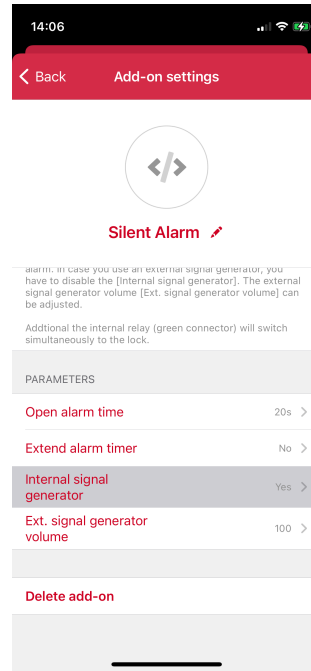 14:06
Back
Add-on settings
Silent Alarm
alarm. In case you use an external signal generator, you
have to disable the [Internal signal generator]. The external
signal generator volume [Ext. signal generator volume] can
be adjusted.
Addtional the internal relay (green connector) will switch
simultaneously to the lock.
PARAMETERS
Open alarm time 20s
Extend alarm timer No
Internal signal
generator Yes
Ext. signal generator
volume 100
Delete add-on